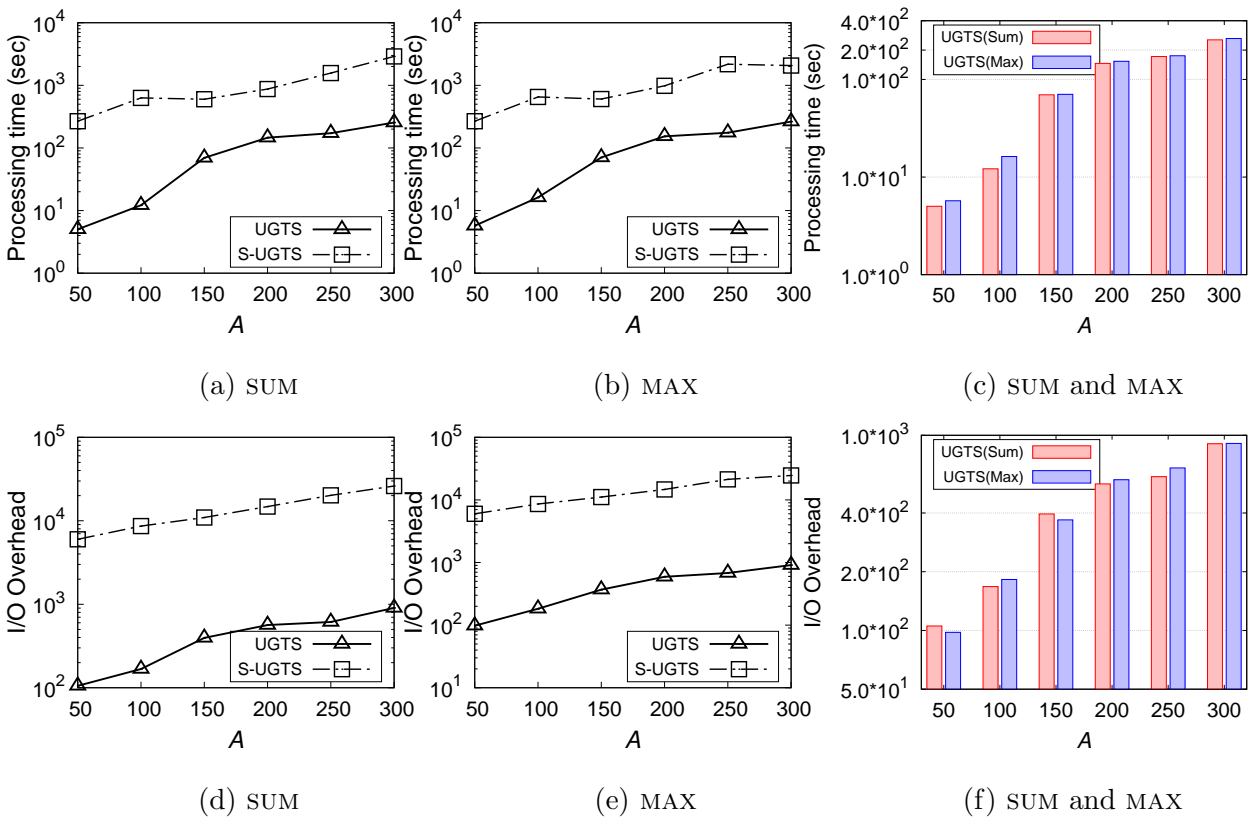 Processing time (sec)
10^4
10^3
10^2
10^1
10^0
UGTS
S-UGTS
50 100 150 200 250 300
A
(a) SUM
Processing time (sec)
10^4
10^3
10^2
10^1
10^0
UGTS
S-UGTS
50 100 150 200 250 300
A
(b) MAX
Processing time (sec)
4.0*10^2
2.0*10^2
1.0*10^2
1.0*10^1
1.0*10^0
UGTS(Sum)
UGTS(Max)
50 100 150 200 250 300
A
(c) SUM and MAX
I/O Overhead
10^5
10^4
10^3
10^2
UGTS
S-UGTS
50 100 150 200 250 300
A
(d) SUM
I/O Overhead
10^5
10^4
10^3
10^2
10^1
UGTS
S-UGTS
50 100 150 200 250 300
A
(e) MAX
I/O Overhead
1.0*10^3
4.0*10^2
2.0*10^2
1.0*10^2
5.0*10^1
UGTS(Sum)
UGTS(Max)
50 100 150 200 250 300
A
(f) SUM and MAX